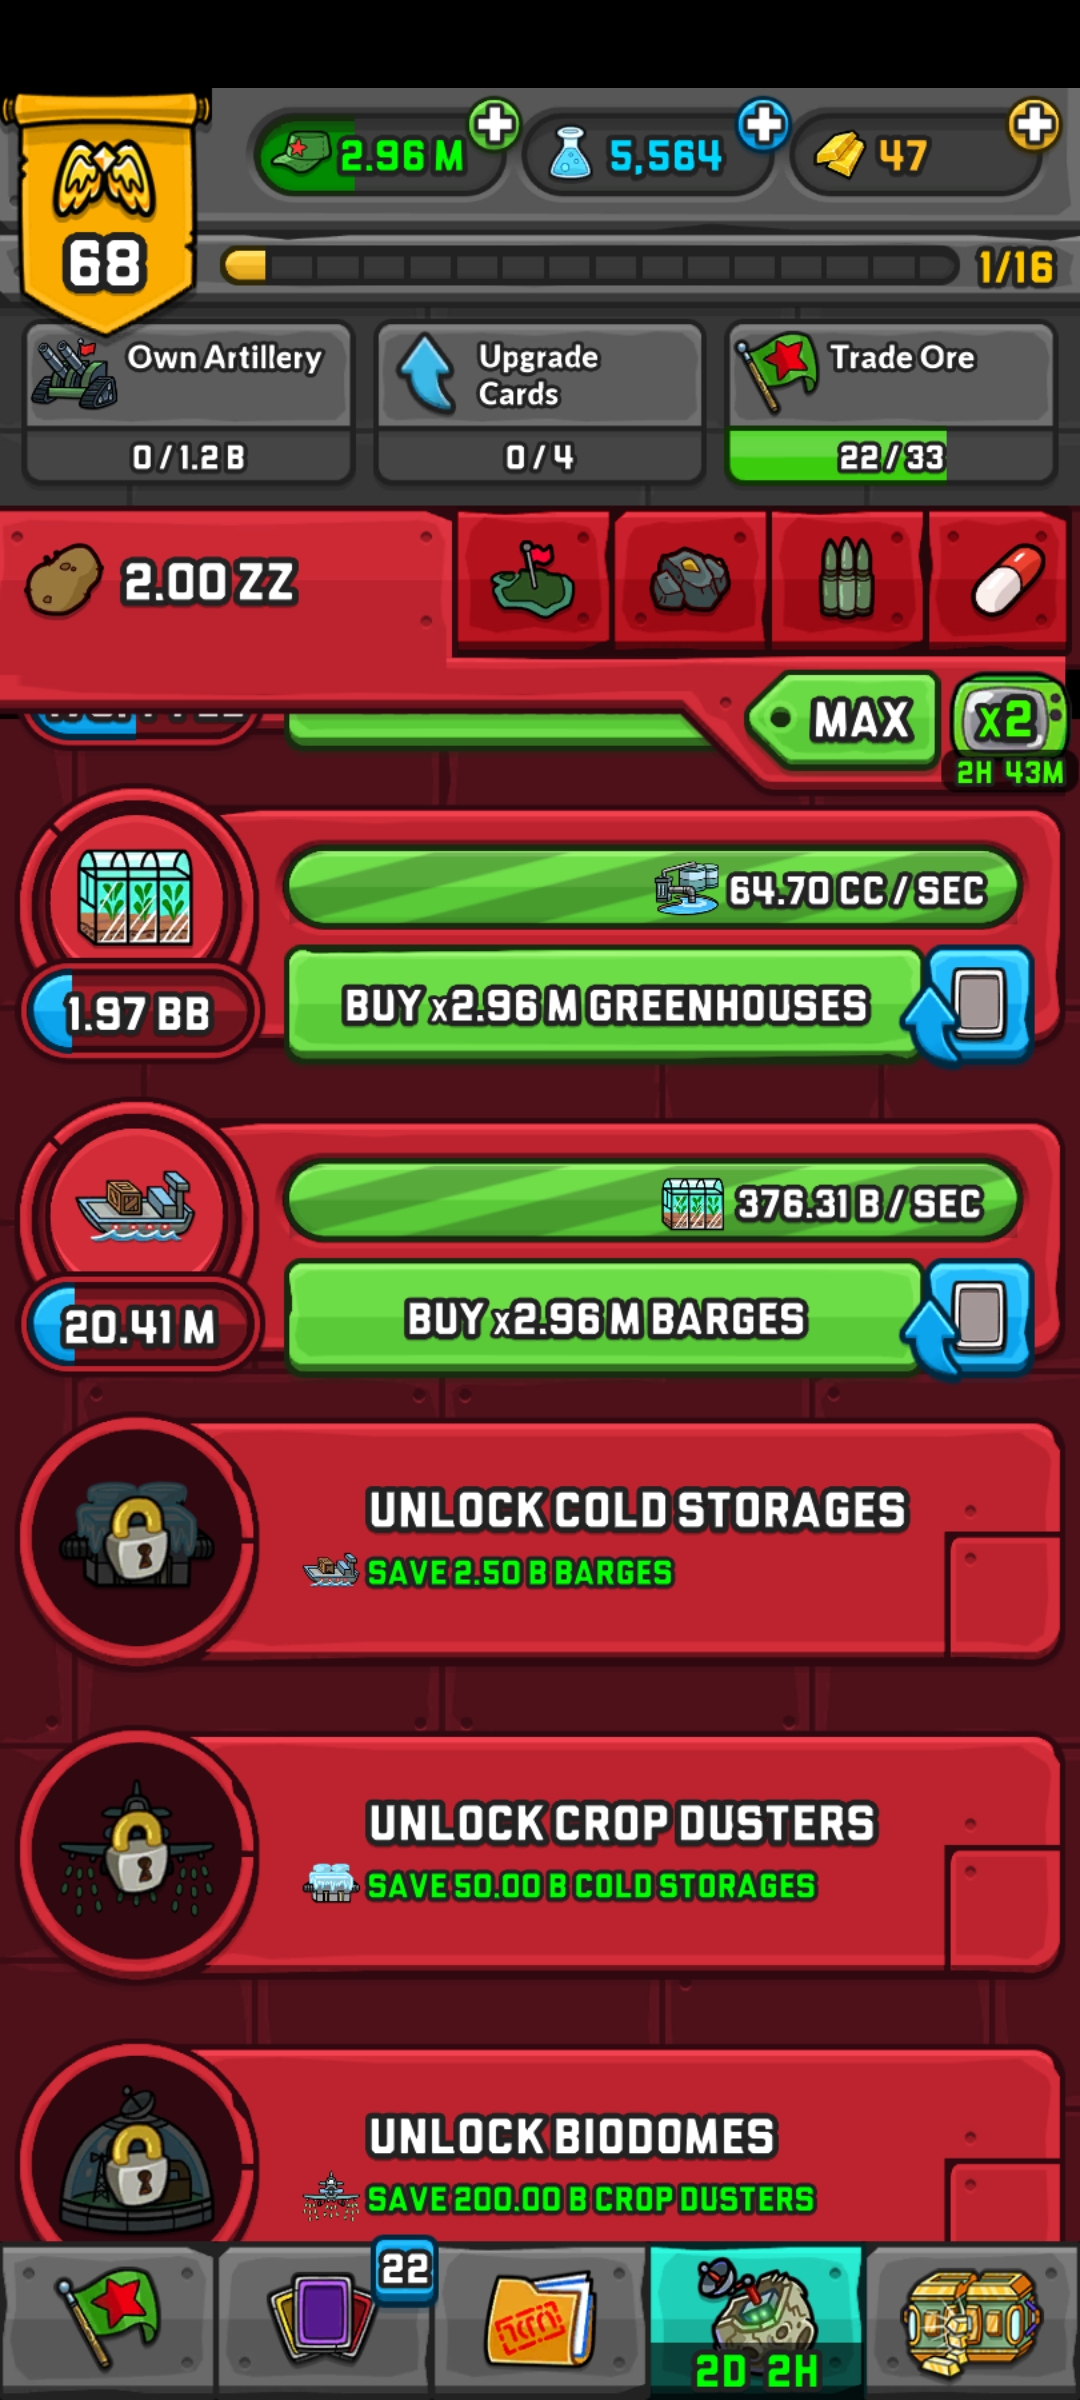 2.96 M
5,564
47
68
1/16
Own Artillery
0 / 1.2 B
Upgrade
Cards
0 / 4
Trade Ore
22 / 33
2.00 ZZ
MAX
x2
2H 43M
64.70 CC / SEC
1.97 BB
BUY x2.96 M GREENHOUSES
376.31 B / SEC
20.41 M
BUY x2.96 M BARGES
UNLOCK COLD STORAGES
SAVE 2.50 B BARGES
UNLOCK CROP DUSTERS
SAVE 50.00 B COLD STORAGES
UNLOCK BIODOMES
SAVE 200.00 B CROP DUSTERS
22
2D 2H